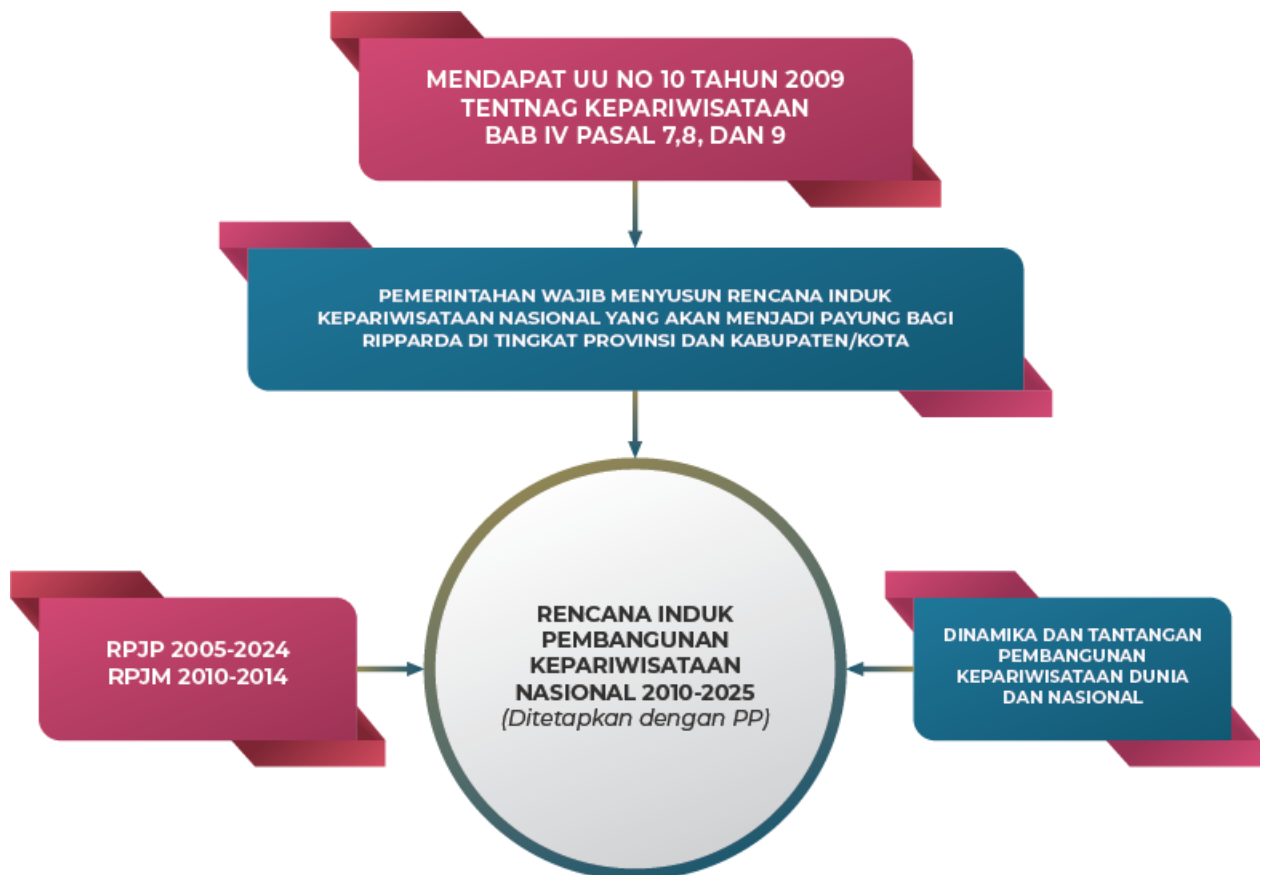 MENDAPAT UU NO 10 TAHUN 2009
TENTNAG KEPARIWISATAAN
BAB IV PASAL 7,8, DAN 9
PEMERINTAHAN WAJIB MENYUSUN RENCANA INDUK
KEPARIWISATAAN NASIONAL YANG AKAN MENJADI PAYUNG BAGI
RIPPARDA DI TINGKAT PROVINSI DAN KABUPATEN/KOTA
RPJP 2005-2024
RPJM 2010-2014
RENCANA INDUK
PEMBANGUNAN
KEPARIWISATAAN
NASIONAL 2010-2025
(Ditetapkan dengan PP)
DINAMIKA DAN TANTANGAN
PEMBANGUNAN
KEPARIWISATAAN DUNIA
DAN NASIONAL